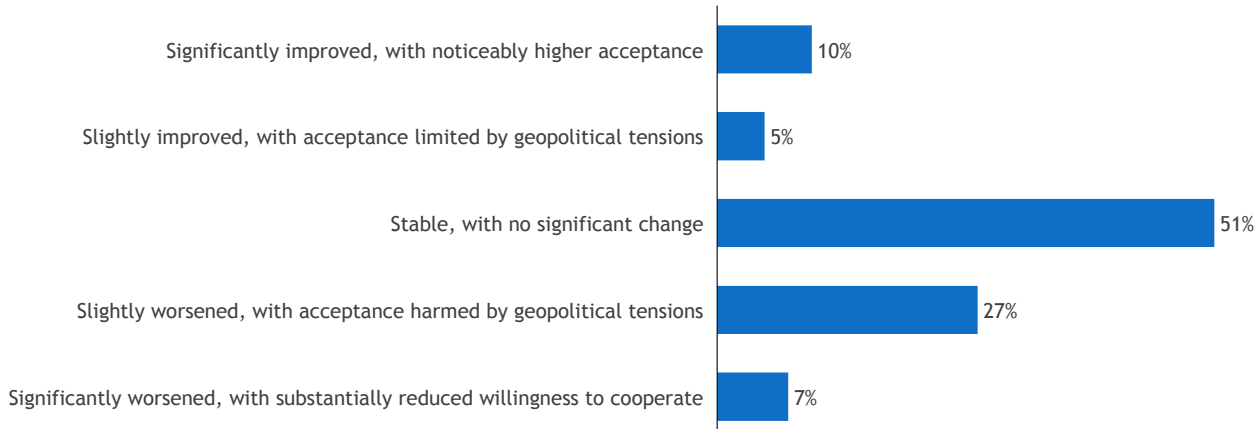 Significantly improved, with noticeably higher acceptance 10%
Slightly improved, with acceptance limited by geopolitical tensions 5%
Stable, with no significant change 51%
Slightly worsened, with acceptance harmed by geopolitical tensions 27%
Significantly worsened, with substantially reduced willingness to cooperate 7%